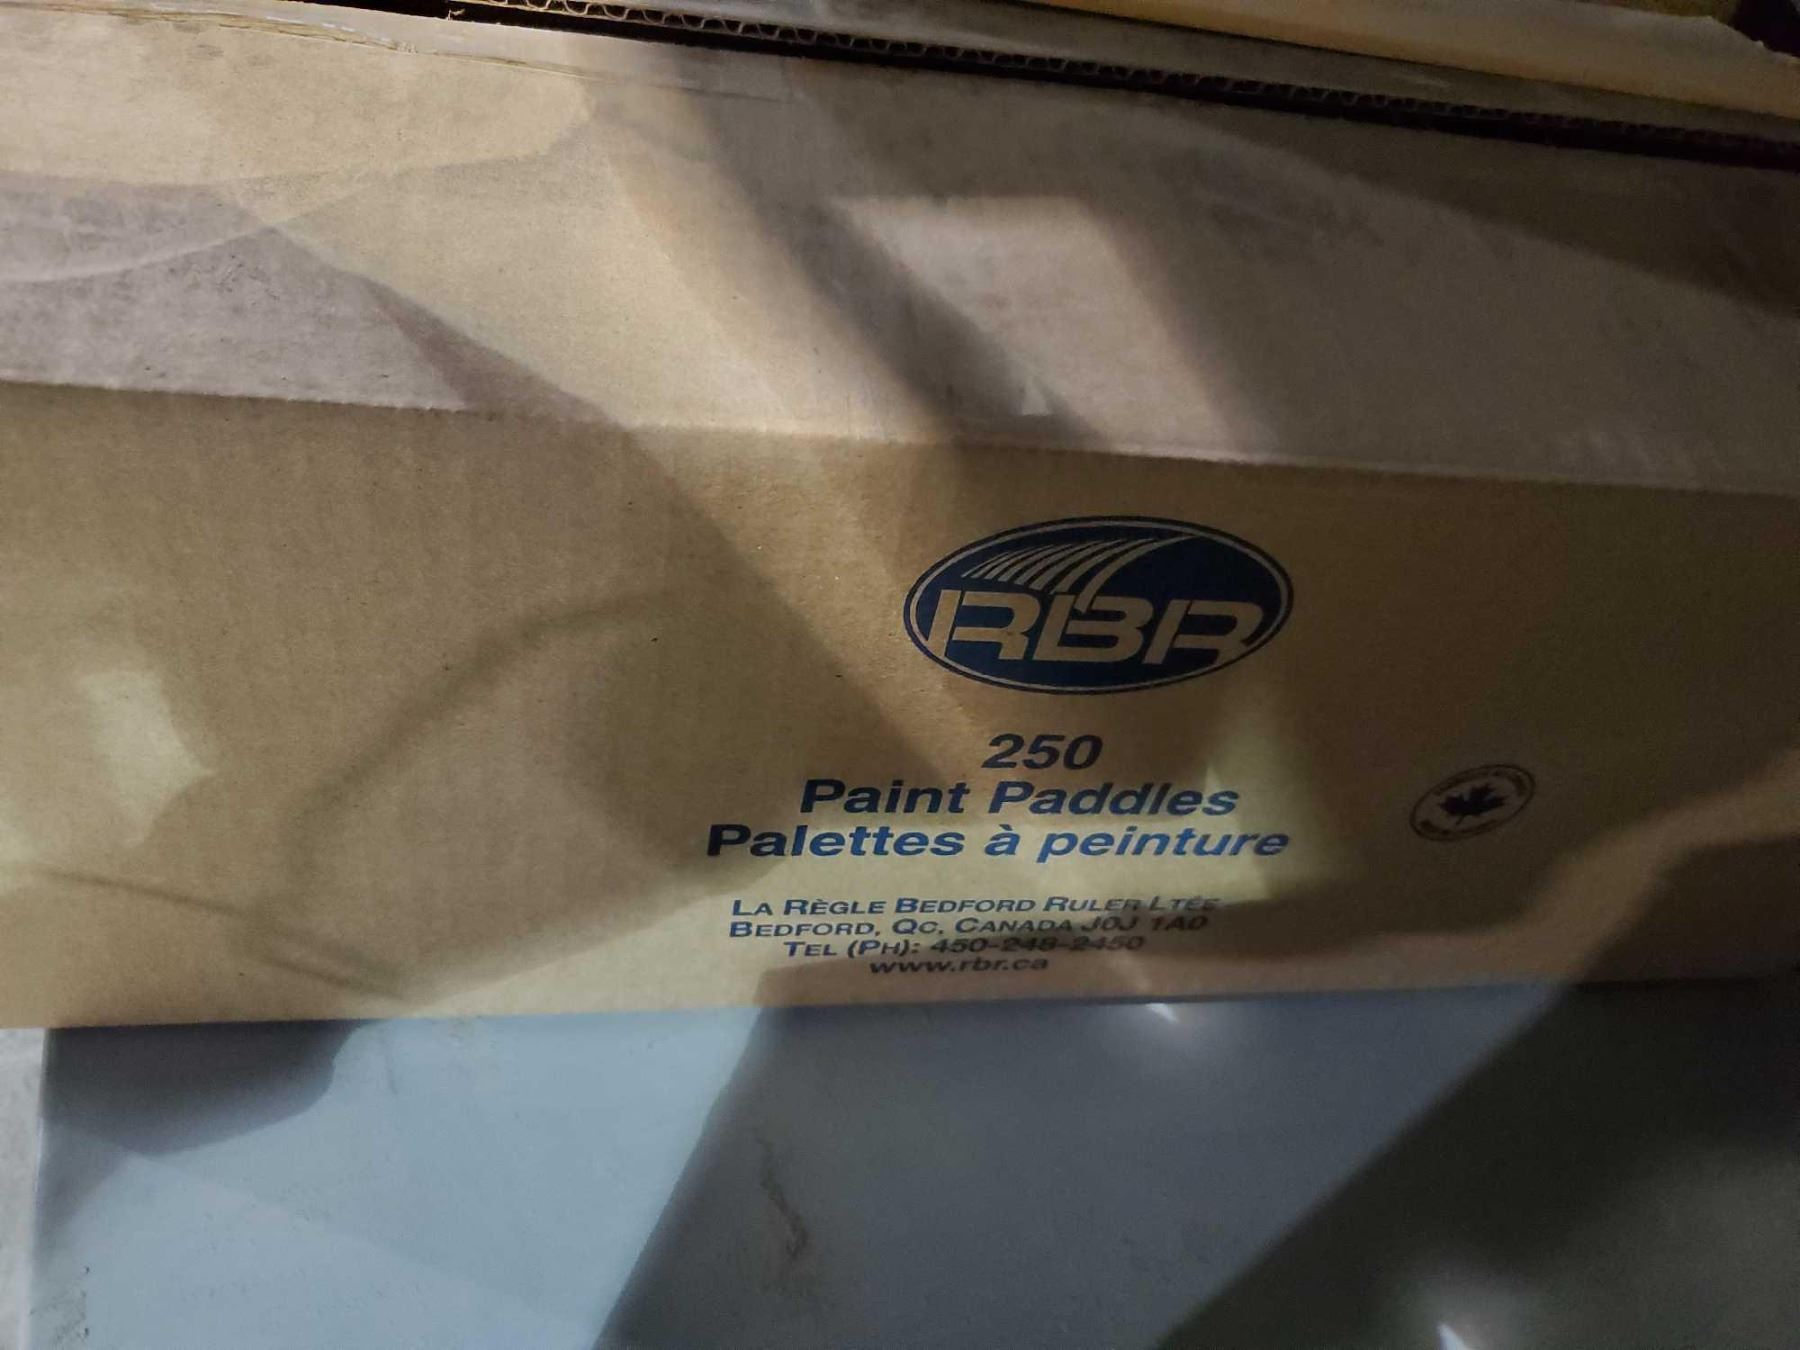 RBR
250
Paint Paddles
Palettes à peinture
LA RÈGLE BEDFORD RULER LTÉE
BEDFORD, QC, CANADA J0J 1A0
TEL (PH): 450-248-2450
www.rbr.ca